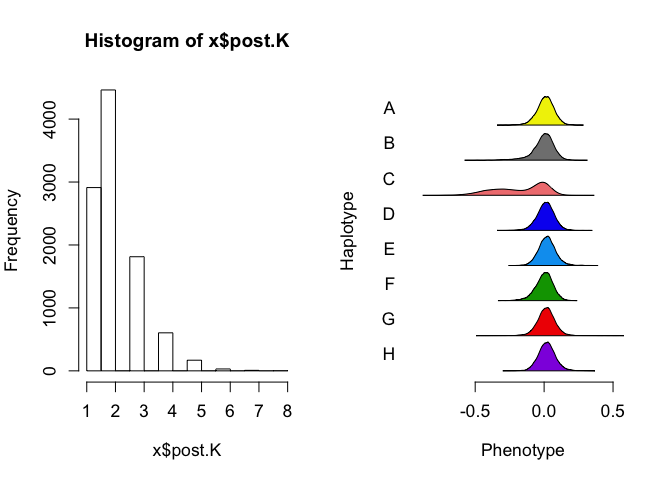 Histogram of x$post.K
Frequency
0
1000
2000
3000
4000
1 2 3 4 5 6 7 8
x$post.K
Haplotype
A
B
C
D
E
F
G
H
-0.5 0.0 0.5
Phenotype